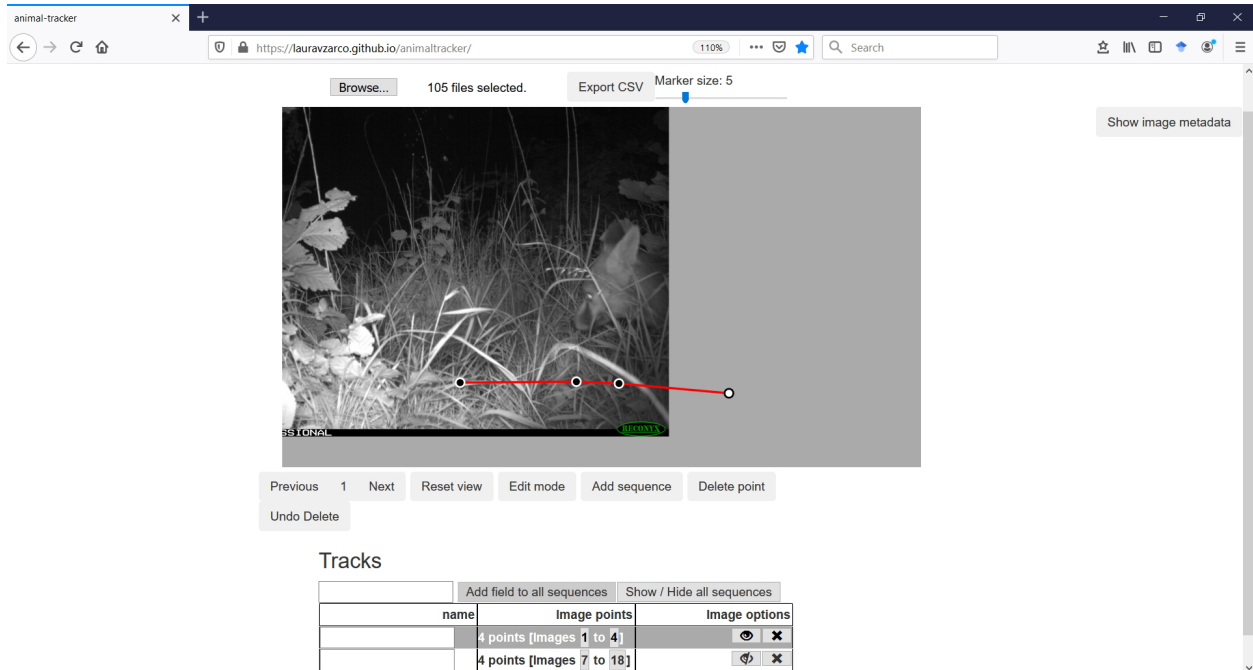 animal-tracker
https://lauravzarco.github.io/animaltracker/
110%
Search
Browse...
105 files selected.
Export CSV
Marker size: 5
Show image metadata
SSIONAL
RECONYX
Previous
1
Next
Reset view
Edit mode
Add sequence
Delete point
Undo Delete
Tracks
Add field to all sequences
Show / Hide all sequences
name
Image points
Image options
4 points [Images 1 to 4]
4 points [Images 7 to 18]